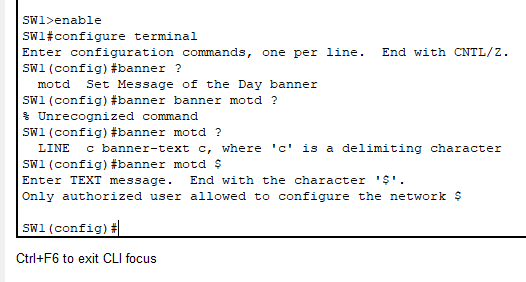 SW1>enable
SW1#configure terminal
Enter configuration commands, one per line.  End with CNTL/Z.
SW1(config)#banner ?
  motd  Set Message of the Day banner
SW1(config)#banner banner motd ?
% Unrecognized command
SW1(config)#banner motd ?
  LINE  c banner-text c, where 'c' is a delimiting character
SW1(config)#banner motd $
Enter TEXT message.  End with the character '$'.
Only authorized user allowed to configure the network $

SW1(config)#
Ctrl+F6 to exit CLI focus